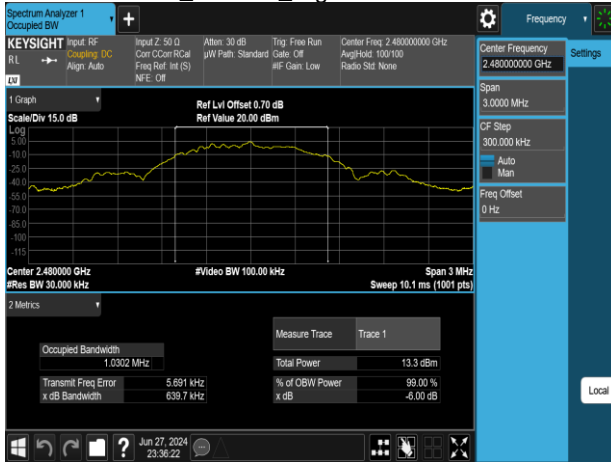 Spectrum Analyzer 1
Occupied BW
+
Frequency
KEYSIGHT Input: RF
RL
Coupling: DC
Align: Auto
Input Z: 50 Ω
Corr CCorr RCal
Freq Ref: Int (S)
NFE: Off
Atten: 30 dB
µW Path: Standard
Trig: Free Run
Gate: Off
#IF Gain: Low
Center Freq: 2.480000000 GHz
Avg|Hold: 100/100
Radio Std: None
LXI
Center Frequency
2.480000000 GHz
Settings
Span
3.0000 MHz
CF Step
300.000 kHz
Auto
Man
Freq Offset
0 Hz
Local
1 Graph
Scale/Div 15.0 dB
Ref Lvl Offset 0.70 dB
Ref Value 20.00 dBm
Log
5.00
-10.0
-25.0
-40.0
-55.0
-70.0
-85.0
-100
-115
Center 2.480000 GHz
#Video BW 100.00 kHz
Span 3 MHz
#Res BW 30.000 kHz
Sweep 10.1 ms (1001 pts)
2 Metrics
Measure Trace
Trace 1
Occupied Bandwidth
1.0302 MHz
Total Power
13.3 dBm
Transmit Freq Error
5.691 kHz
% of OBW Power
99.00 %
x dB Bandwidth
639.7 kHz
x dB
-6.00 dB
?
Jun 27, 2024
23:36:22